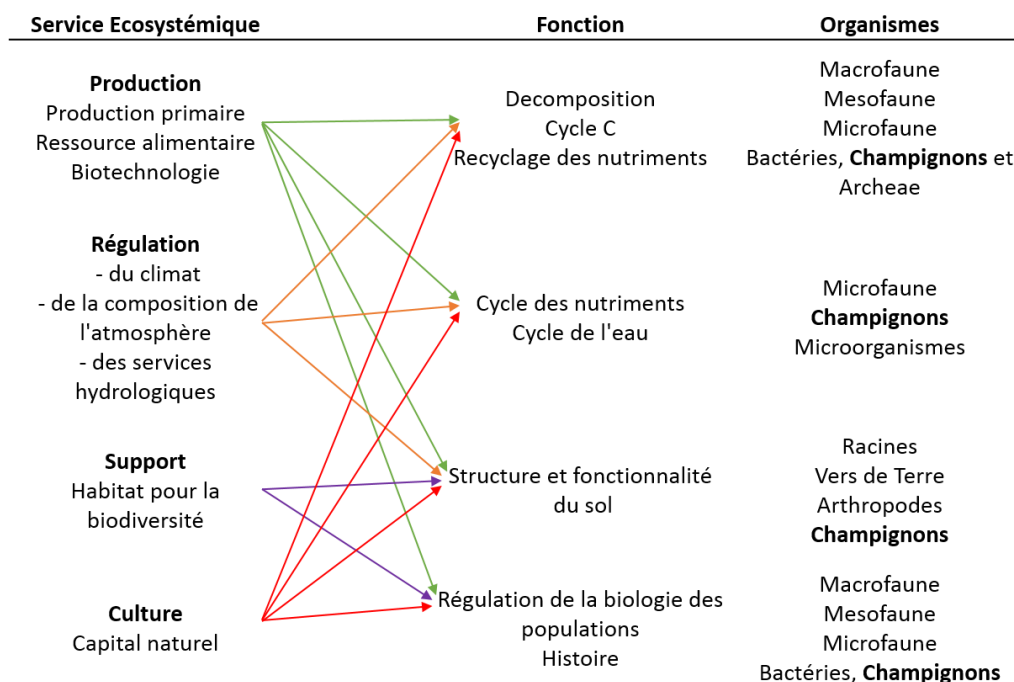 Service Ecosystémique
Fonction
Organismes
Production
Production primaire
Ressource alimentaire
Biotechnologie
Decomposition
Cycle C
Recyclage des nutriments
Macrofaune
Mesofaune
Microfaune
Bactéries, Champignons et
Archeae
Régulation
- du climat
- de la composition de
l'atmosphère
- des services
hydrologiques
Cycle des nutriments
Cycle de l'eau
Microfaune
Champignons
Microorganismes
Support
Habitat pour la
biodiversité
Structure et fonctionnalité
du sol
Racines
Vers de Terre
Arthropodes
Champignons
Culture
Capital naturel
Régulation de la biologie des
populations
Histoire
Macrofaune
Mesofaune
Microfaune
Bactéries, Champignons